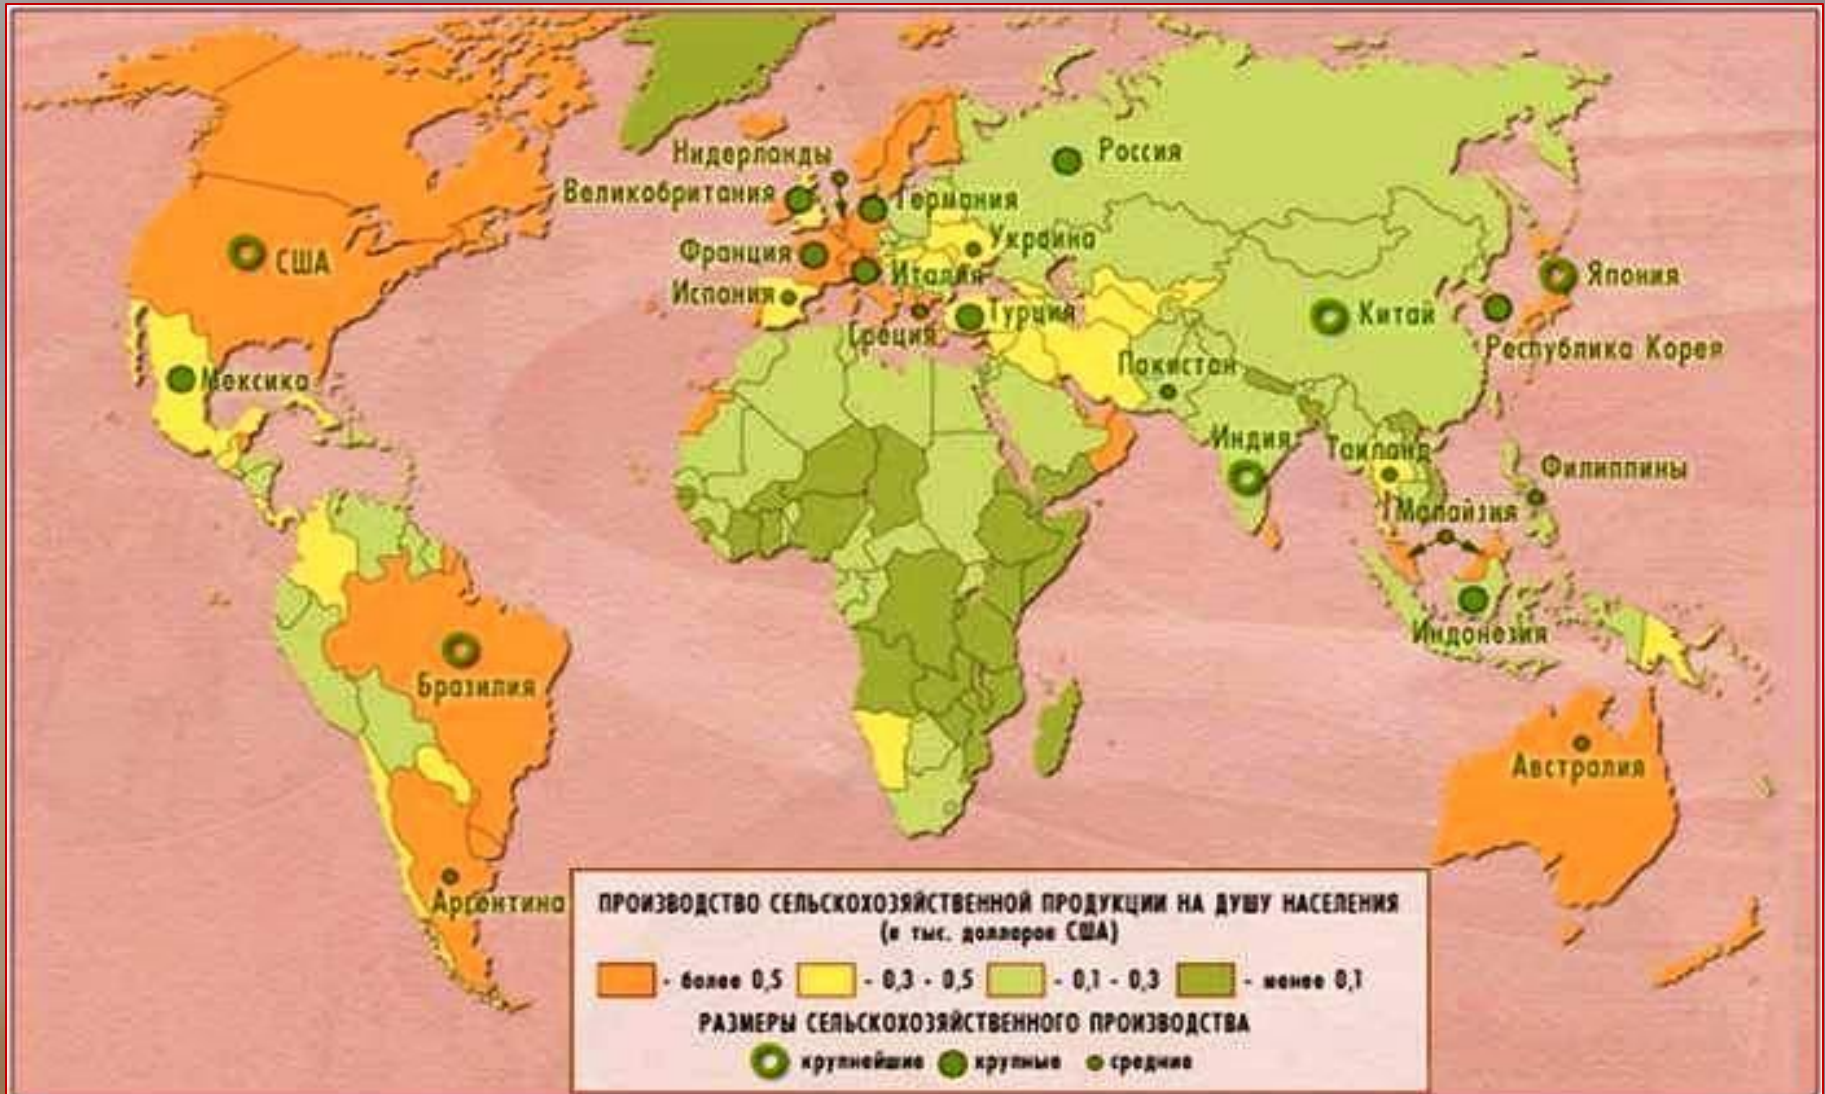 Нидерланды
Россия
Великобритания
Германия
Украина
Франция
США
Италия
Япония
Испания
Турция
Китай
Греция
Республика Корея
Пакистан
Мексика
Индия
Таиланд
Филиппины
Малайзия
Индонезия
Бразилия
Австралия
Аргентина
ПРОИЗВОДСТВО СЕЛЬСКОХОЗЯЙСТВЕННОЙ ПРОДУКЦИИ НА ДУШУ НАСЕЛЕНИЯ
(в тыс. долларов США)
- более 0,5 - 0,3 - 0,5 - 0,1 - 0,3 - менее 0,1
РАЗМЕРЫ СЕЛЬСКОХОЗЯЙСТВЕННОГО ПРОИЗВОДСТВА
крупнейшие крупные средние